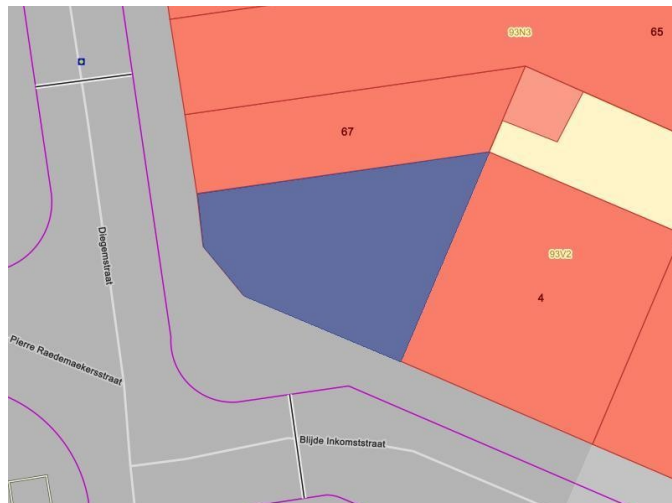 93N3
65
67
Diegemstraat
93V2
4
Pierre Raedemaekersstraat
Blijde Inkomststraat